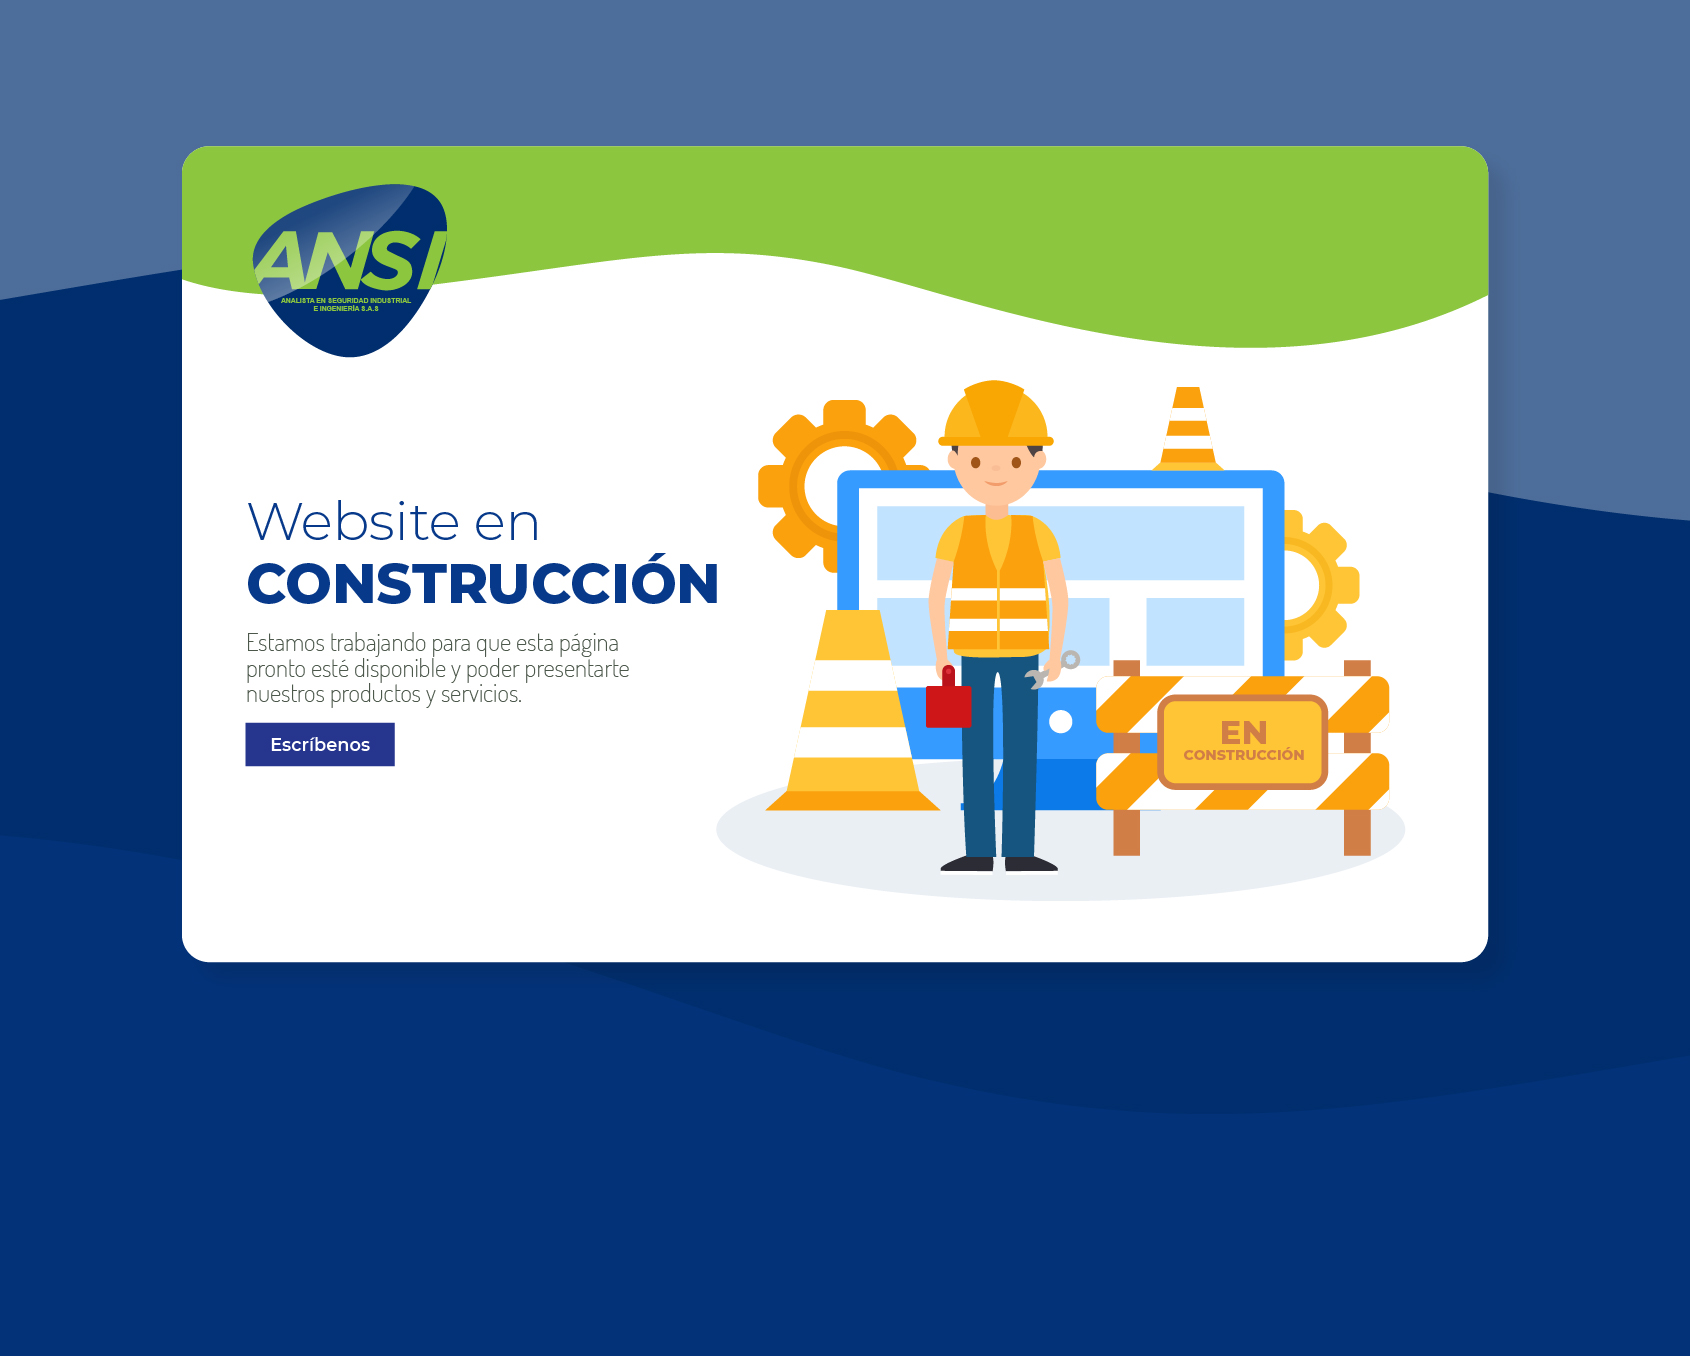 ANSI
ANALISTA EN SEGURIDAD INDUSTRIAL
E INGENIERÍA S.A.S
Website en
CONSTRUCCIÓN
Estamos trabajando para que esta página
pronto esté disponible y poder presentarte
nuestros productos y servicios.
Escríbenos
EN
CONSTRUCCIÓN